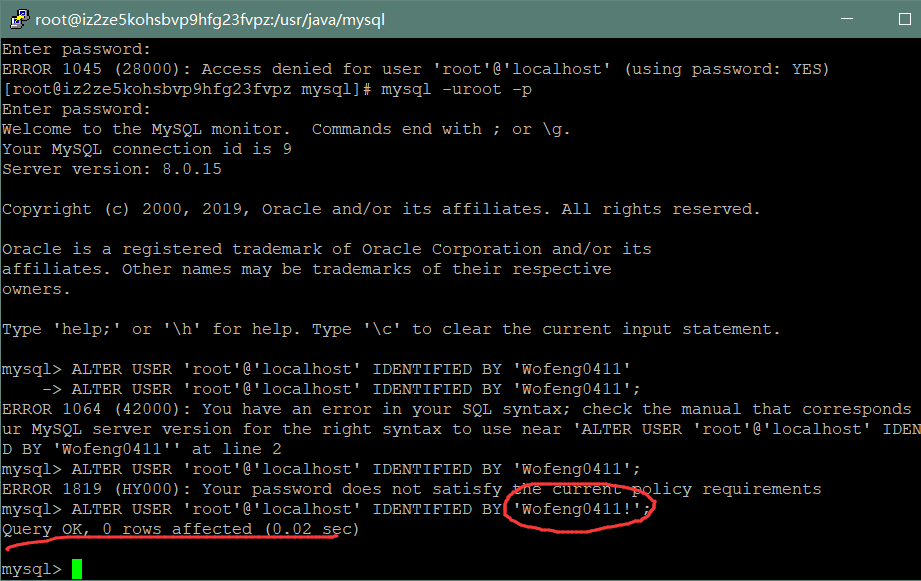 root@iz2ze5kohsbvp9hfg23fvpz:/usr/java/mysql
Enter password:
ERROR 1045 (28000): Access denied for user 'root'@'localhost' (using password: YES)
[root@iz2ze5kohsbvp9hfg23fvpz mysql]# mysql -uroot -p
Enter password:
Welcome to the MySQL monitor.  Commands end with ; or \g.
Your MySQL connection id is 9
Server version: 8.0.15
Copyright (c) 2000, 2019, Oracle and/or its affiliates. All rights reserved.
Oracle is a registered trademark of Oracle Corporation and/or its
affiliates. Other names may be trademarks of their respective
owners.
Type 'help;' or '\h' for help. Type '\c' to clear the current input statement.
mysql> ALTER USER 'root'@'localhost' IDENTIFIED BY 'Wofeng0411'
    -> ALTER USER 'root'@'localhost' IDENTIFIED BY 'Wofeng0411';
ERROR 1064 (42000): You have an error in your SQL syntax; check the manual that corresponds
ur MySQL server version for the right syntax to use near 'ALTER USER 'root'@'localhost' IDEN
D BY 'Wofeng0411'' at line 2
mysql> ALTER USER 'root'@'localhost' IDENTIFIED BY 'Wofeng0411';
ERROR 1819 (HY000): Your password does not satisfy the current policy requirements
mysql> ALTER USER 'root'@'localhost' IDENTIFIED BY 'Wofeng0411!';
Query OK, 0 rows affected (0.02 sec)
mysql>